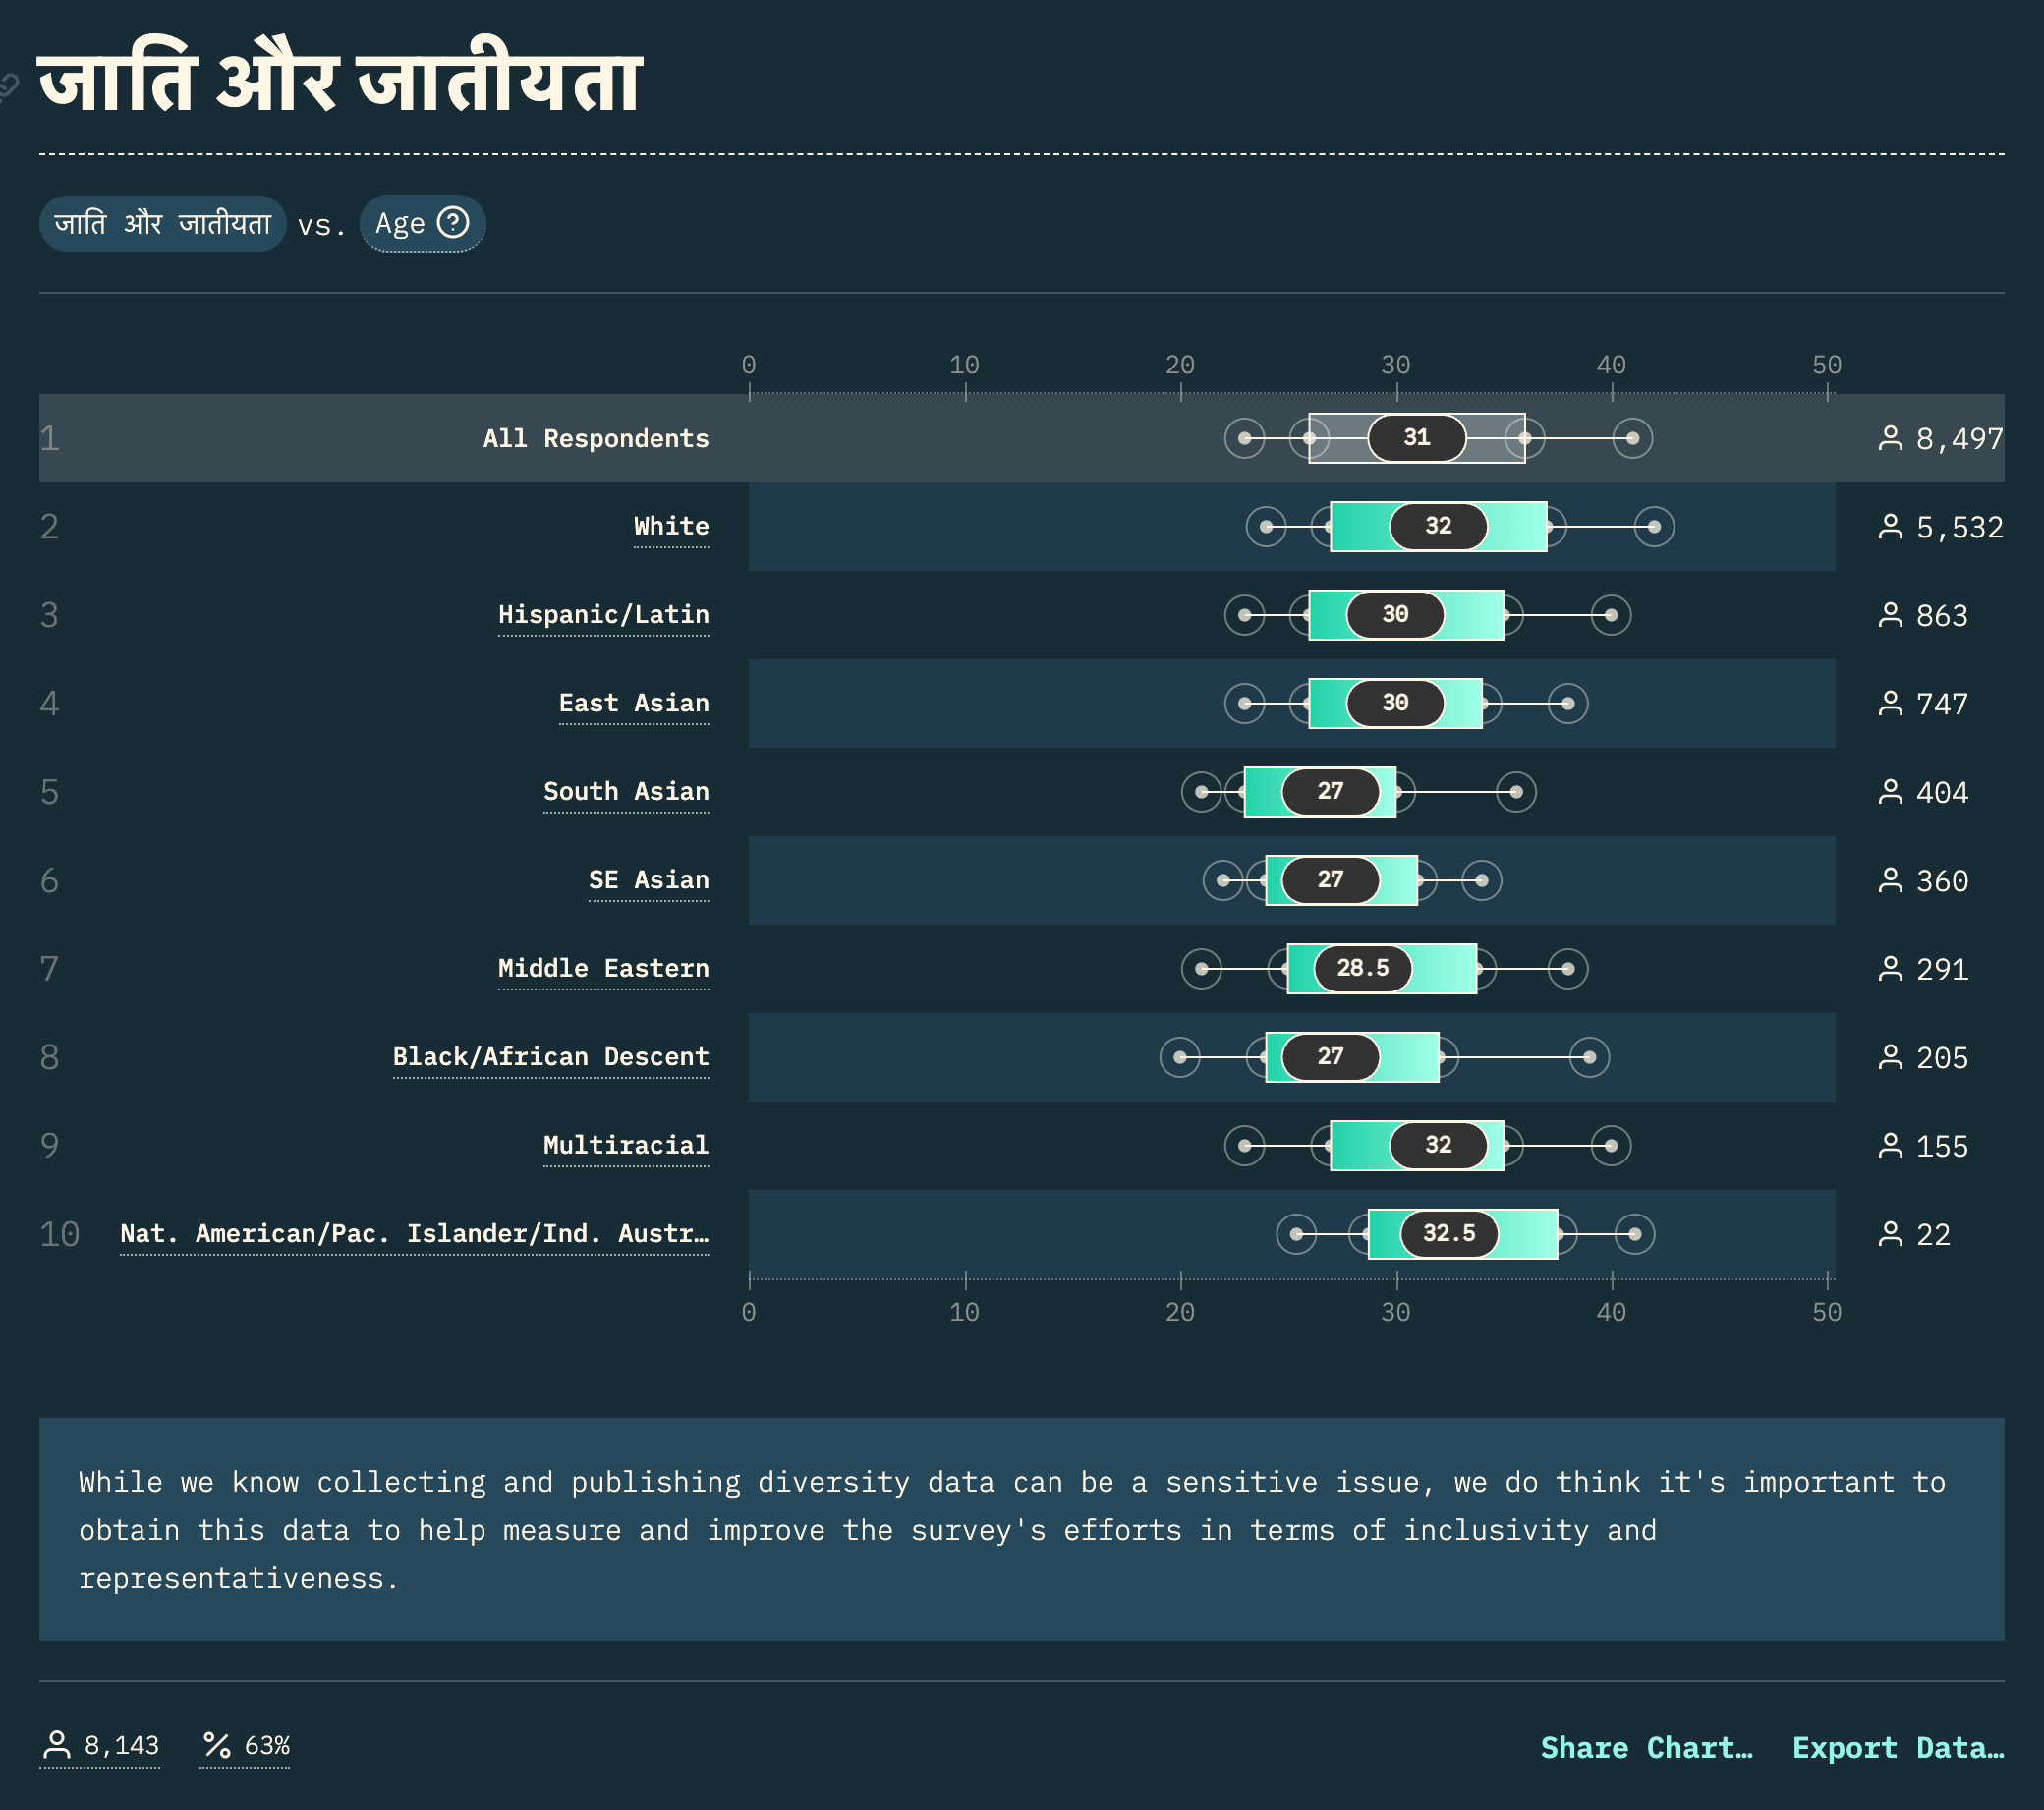 जाति और जातीयता
जाति और जातीयता vs. Age
0 10 20 30 40 50
1 All Respondents 31 8,497
2 White 32 5,532
3 Hispanic/Latin 30 863
4 East Asian 30 747
5 South Asian 27 404
6 SE Asian 27 360
7 Middle Eastern 28.5 291
8 Black/African Descent 27 205
9 Multiracial 32 155
10 Nat. American/Pac. Islander/Ind. Austr… 32.5 22
0 10 20 30 40 50
While we know collecting and publishing diversity data can be a sensitive issue, we do think it's important to
obtain this data to help measure and improve the survey's efforts in terms of inclusivity and
representativeness.
8,143 % 63% Share Chart… Export Data…